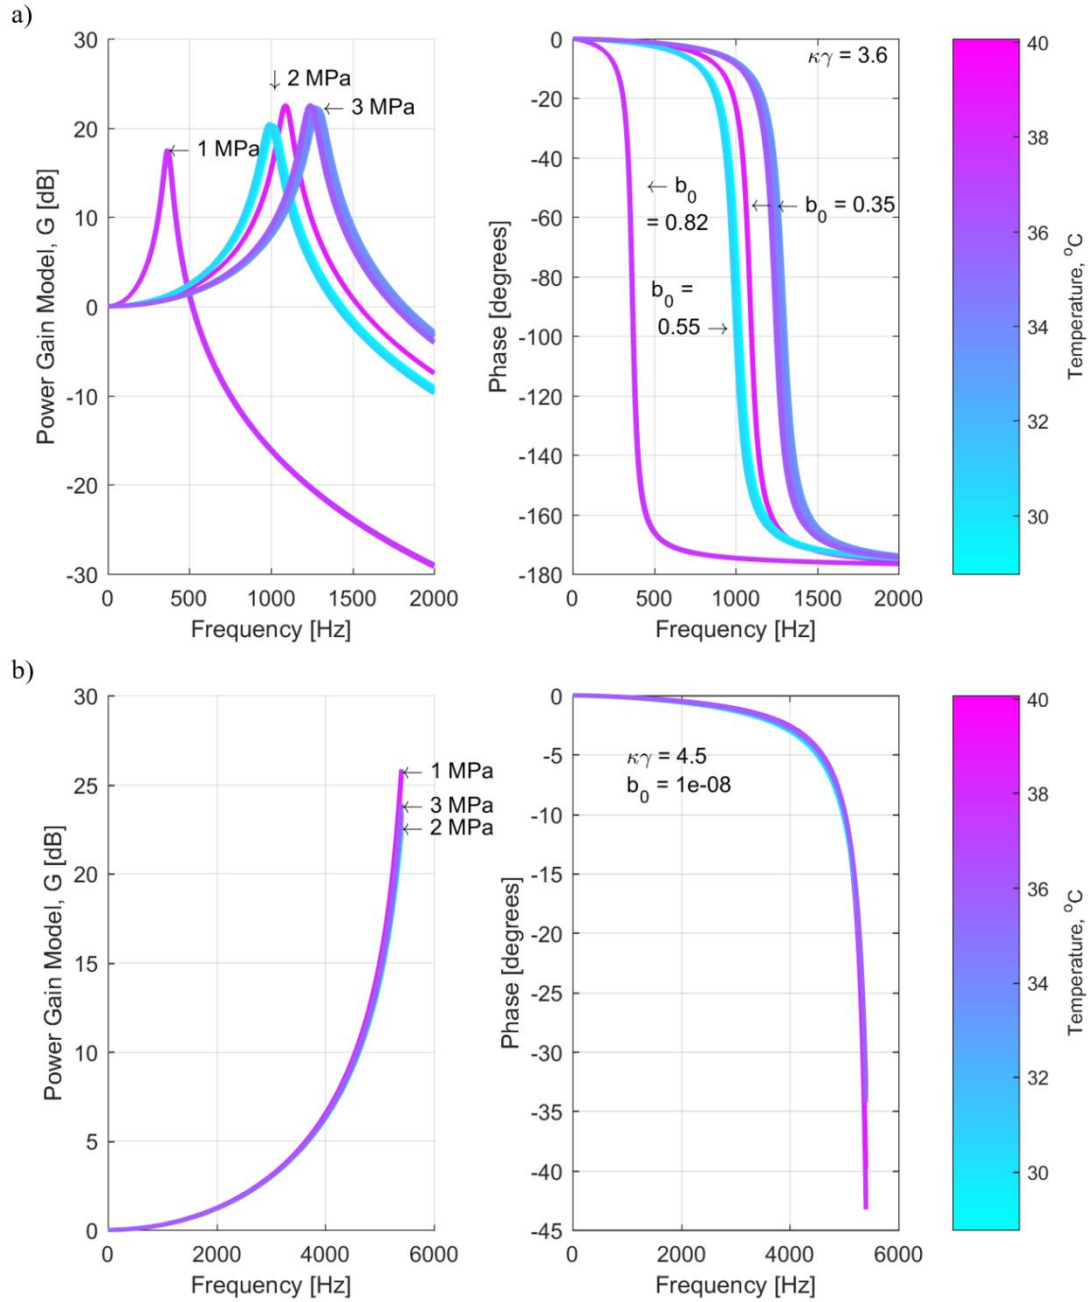 a)
30
20
10
0
-10
-20
-30
Power Gain Model, G [dB]
↓ 2 MPa
← 3 MPa
← 1 MPa
0 500 1000 1500 2000
Frequency [Hz]
0
-20
-40
-60
-80
-100
-120
-140
-160
-180
Phase [degrees]
κγ = 3.6
← b0
= 0.82
← ← b0 = 0.35
b0 =
0.55 →
0 500 1000 1500 2000
Frequency [Hz]
40
38
36
34
32
30
Temperature, oC
b)
30
25
20
15
10
5
0
Power Gain Model, G [dB]
← 1 MPa
← 3 MPa
← 2 MPa
0 2000 4000 6000
Frequency [Hz]
0
-5
-10
-15
-20
-25
-30
-35
-40
-45
Phase [degrees]
κγ = 4.5
b0 = 1e-08
0 2000 4000 6000
Frequency [Hz]
40
38
36
34
32
30
Temperature, oC